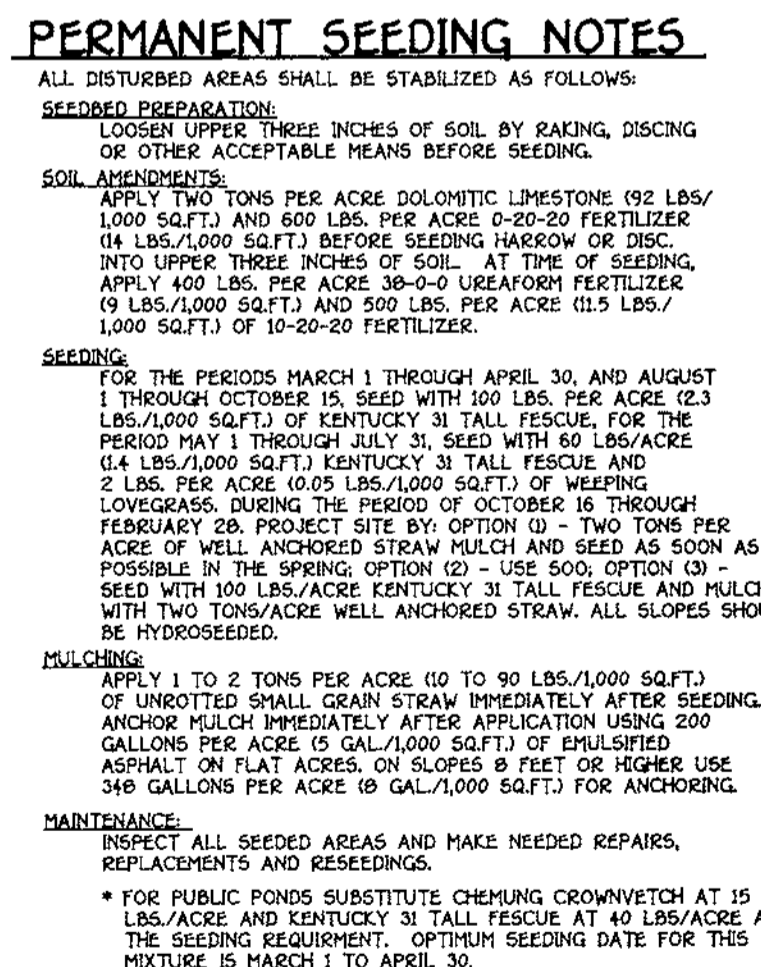 PERMANENT SEEDING NOTES
ALL DISTURBED AREAS SHALL BE STABILIZED AS FOLLOWS:
SEEDBED PREPARATION:
LOOSEN UPPER THREE INCHES OF SOIL BY RAKING, DISCING
OR OTHER ACCEPTABLE MEANS BEFORE SEEDING.
SOIL AMENDMENTS:
APPLY TWO TONS PER ACRE DOLOMITIC LIMESTONE (92 LBS/
1,000 SQ.FT.) AND 600 LBS. PER ACRE 0-20-20 FERTILIZER
(14 LBS./1,000 SQ.FT.) BEFORE SEEDING HARROW OR DISC.
INTO UPPER THREE INCHES OF SOIL. AT TIME OF SEEDING,
APPLY 400 LBS. PER ACRE 38-0-0 UREAFORM FERTILIZER
(9 LBS./1,000 SQ.FT.) AND 500 LBS. PER ACRE (11.5 LBS./
1,000 SQ.FT.) OF 10-20-20 FERTILIZER.
SEEDING:
FOR THE PERIODS MARCH 1 THROUGH APRIL 30, AND AUGUST
1 THROUGH OCTOBER 15, SEED WITH 100 LBS. PER ACRE (2.3
LBS./1,000 SQ.FT.) OF KENTUCKY 31 TALL FESCUE, FOR THE
PERIOD MAY 1 THROUGH JULY 31, SEED WITH 60 LBS/ACRE
(1.4 LBS./1,000 SQ.FT.) KENTUCKY 31 TALL FESCUE AND
2 LBS. PER ACRE (0.05 LBS./1,000 SQ.FT.) OF WEEPING
LOVEGRASS. DURING THE PERIOD OF OCTOBER 16 THROUGH
FEBRUARY 28. PROJECT SITE BY: OPTION (1) - TWO TONS PER
ACRE OF WELL ANCHORED STRAW MULCH AND SEED AS SOON AS
POSSIBLE IN THE SPRING; OPTION (2) - USE SOD; OPTION (3) -
SEED WITH 100 LBS./ACRE KENTUCKY 31 TALL FESCUE AND MULCH
WITH TWO TONS/ACRE WELL ANCHORED STRAW. ALL SLOPES SHOU
BE HYDROSEEDED.
MULCHING:
APPLY 1 TO 2 TONS PER ACRE (10 TO 90 LBS./1,000 SQ.FT.)
OF UNROTTED SMALL GRAIN STRAW IMMEDIATELY AFTER SEEDING.
ANCHOR MULCH IMMEDIATELY AFTER APPLICATION USING 200
GALLONS PER ACRE (5 GAL./1,000 SQ.FT.) OF EMULSIFIED
ASPHALT ON FLAT ACRES. ON SLOPES 8 FEET OR HIGHER USE
348 GALLONS PER ACRE (8 GAL./1,000 SQ.FT.) FOR ANCHORING.
MAINTENANCE:
INSPECT ALL SEEDED AREAS AND MAKE NEEDED REPAIRS,
REPLACEMENTS AND RESEEDINGS.
* FOR PUBLIC PONDS SUBSTITUTE CHEMUNG CROWNVETCH AT 15
LBS./ACRE AND KENTUCKY 31 TALL FESCUE AT 40 LBS/ACRE A
THE SEEDING REQUIRMENT. OPTIMUM SEEDING DATE FOR THIS
MIXTURE IS MARCH 1 TO APRIL 30.